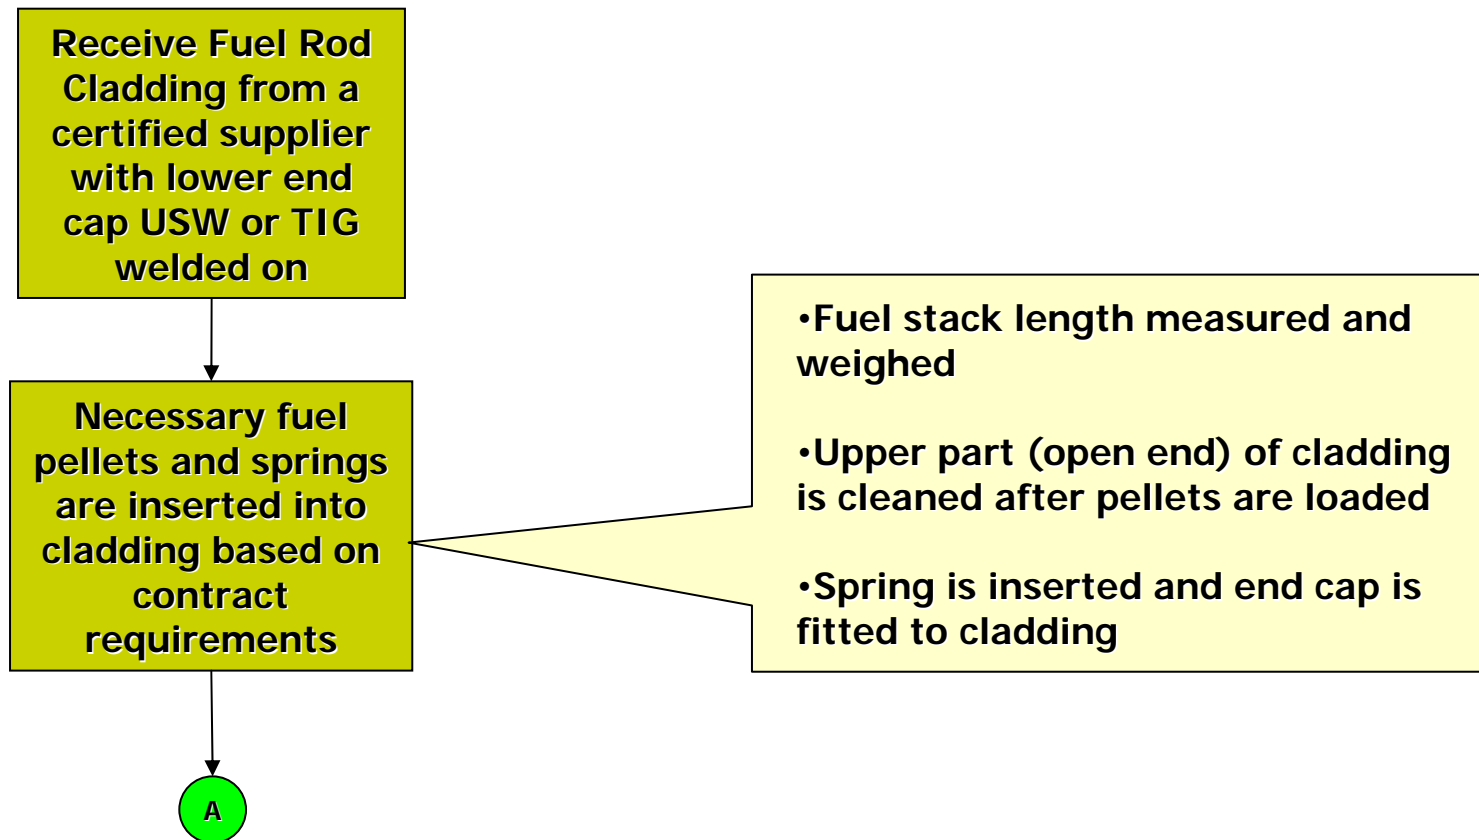 Receive Fuel Rod
Cladding from a
certified supplier
with lower end
cap USW or TIG
welded on
Necessary fuel
pellets and springs
are inserted into
cladding based on
contract
requirements
•Fuel stack length measured and
weighed
•Upper part (open end) of cladding
is cleaned after pellets are loaded
•Spring is inserted and end cap is
fitted to cladding
A